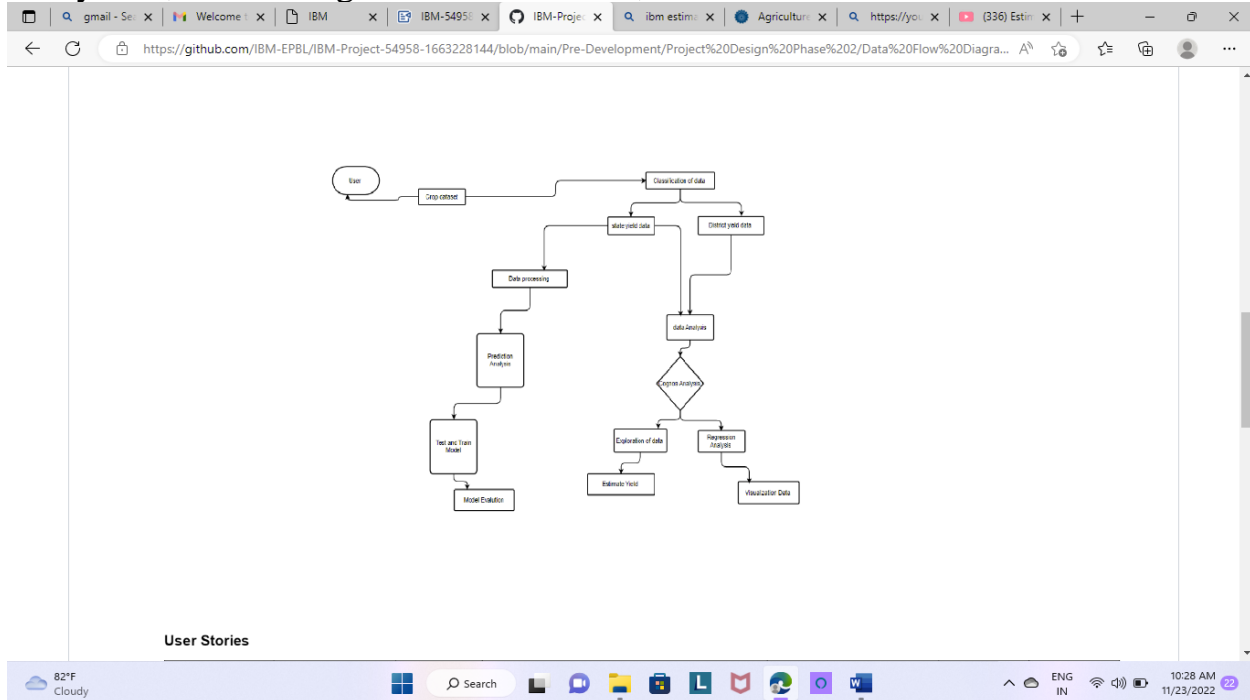 gmail - Se
Welcome t
IBM
IBM-5495
IBM-Projec
ibm estima
Agriculture
https://you
(336) Estim
https://github.com/IBM-EPBL/IBM-Project-54958-1663228144/blob/main/Pre-Development/Project%20Design%20Phase%202/Data%20Flow%20Diagra...
User
Crop dataset
Classification of data
state yield data
District yield data
Data processing
data Analysis
Prediction
Analysis
Cognos Analysis
Test and Train
Model
Exploration of data
Regression
Analysis
Estimate Yield
Model Evalution
Visualization Data
User Stories
82°F
Cloudy
Search
ENG
IN
10:28 AM
11/23/2022
22